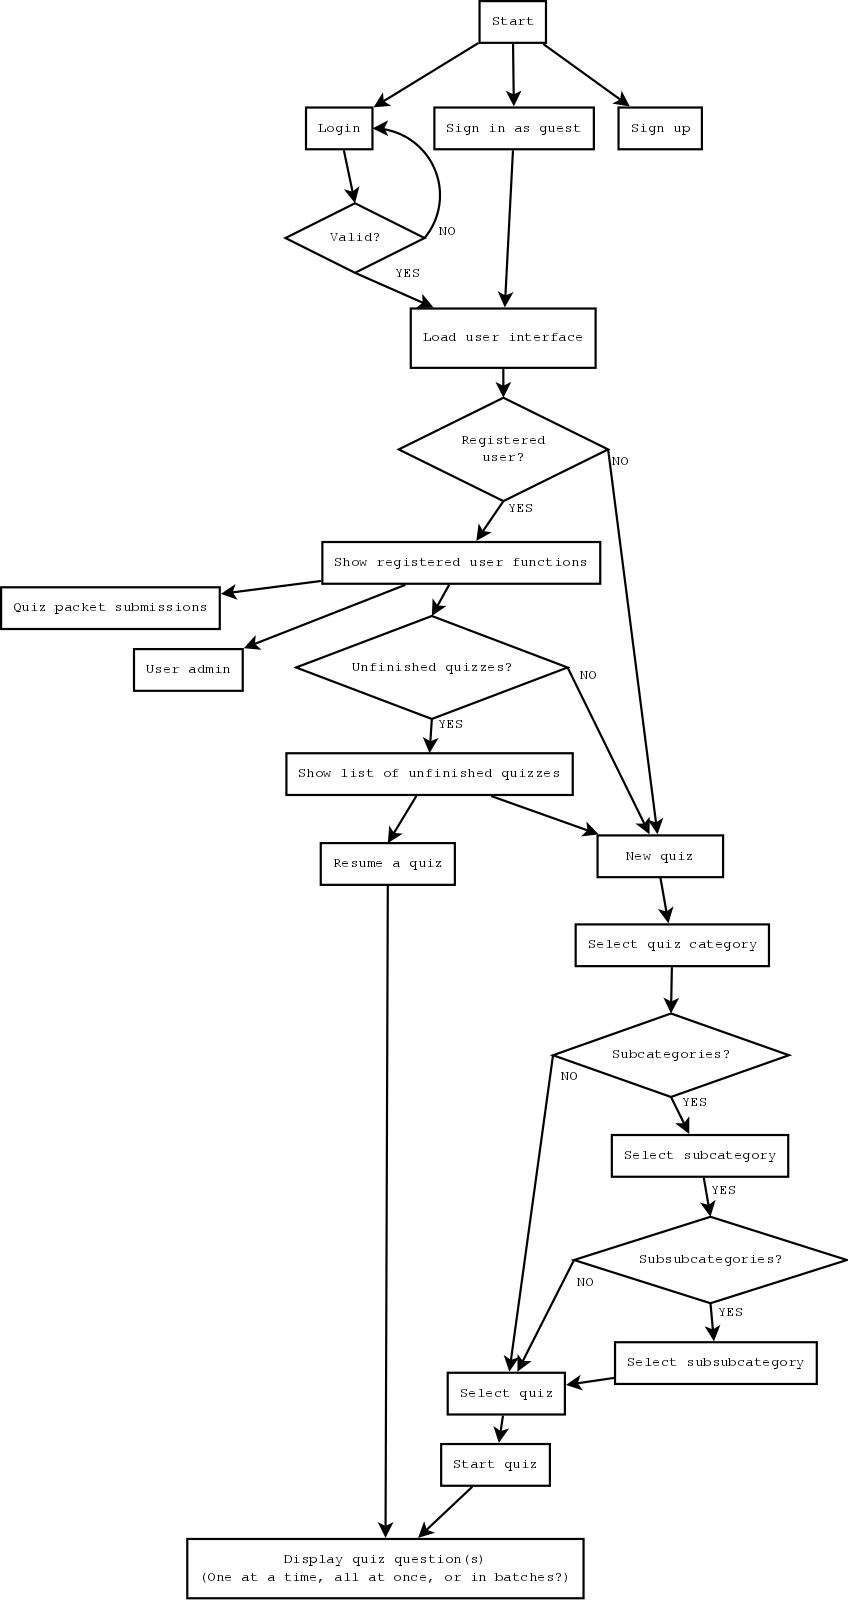 Start
Login
Sign in as guest
Sign up
Valid?
NO
YES
Load user interface
Registered
user?
NO
YES
Show registered user functions
Quiz packet submissions
User admin
Unfinished quizzes?
NO
YES
Show list of unfinished quizzes
Resume a quiz
New quiz
Select quiz category
Subcategories?
NO
YES
Select subcategory
YES
Subsubcategories?
NO
YES
Select subsubcategory
Select quiz
Start quiz
Display quiz question(s)
(One at a time, all at once, or in batches?)